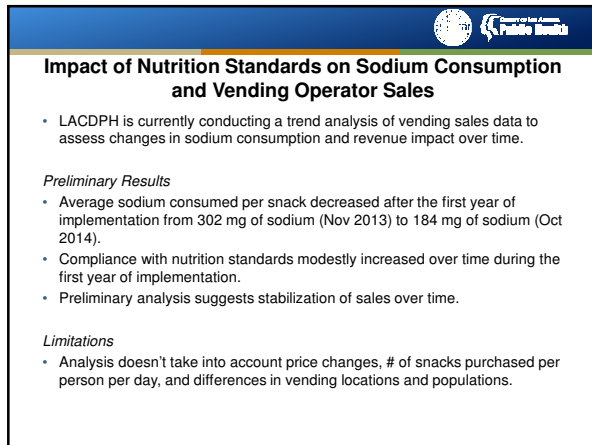 County of Los Angeles
Public Health
Impact of Nutrition Standards on Sodium Consumption
and Vending Operator Sales
• LACDPH is currently conducting a trend analysis of vending sales data to
assess changes in sodium consumption and revenue impact over time.
Preliminary Results
• Average sodium consumed per snack decreased after the first year of
implementation from 302 mg of sodium (Nov 2013) to 184 mg of sodium (Oct
2014).
• Compliance with nutrition standards modestly increased over time during the
first year of implementation.
• Preliminary analysis suggests stabilization of sales over time.
Limitations
• Analysis doesn't take into account price changes, # of snacks purchased per
person per day, and differences in vending locations and populations.